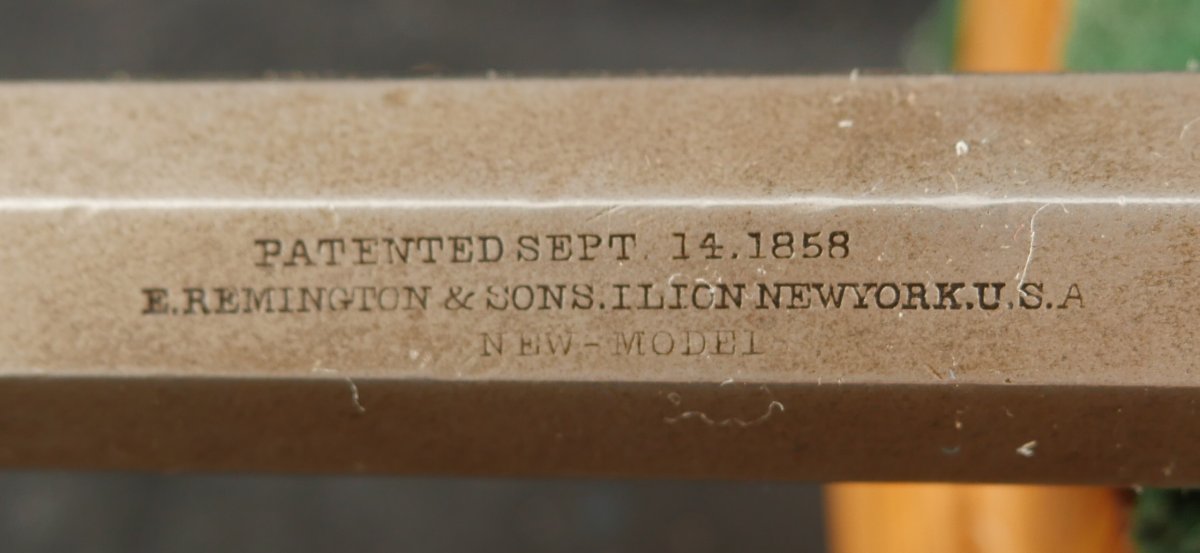 PATENTED SEPT. 14.1858
E.REMINGTON & SONS.ILION NEWYORK.U.S.A
NEW-MODEL